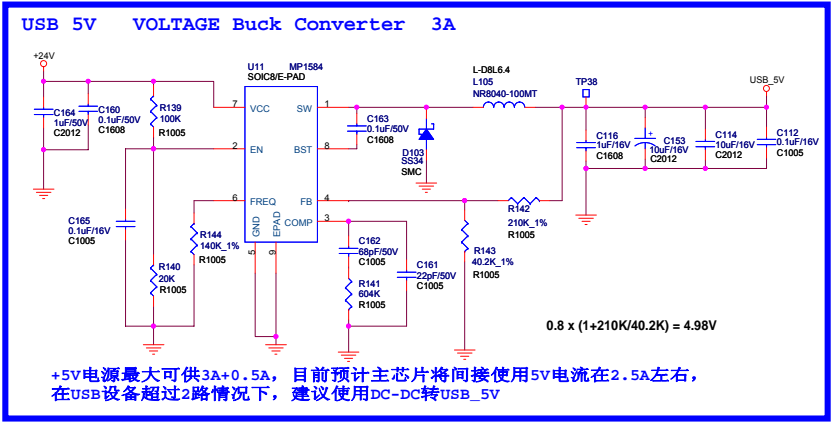 USB 5V VOLTAGE Buck Converter 3A
+24V
U11 MP1584
SOIC8/E-PAD
L-D8L6.4
L105
NR8040-100MT
TP38
USB_5V
C164
1uF/50V
C2012
C160
0.1uF/50V
C1608
R139
100K
R1005
7 VCC SW 1
2 EN BST 8
6 FREQ FB 4
COMP 3
GND EPAD
5 9
C163
0.1uF/50V
C1608
D103
SS34
SMC
C116
1uF/16V
C1608
+
C153
10uF/16V
C2012
C114
10uF/16V
C2012
C112
0.1uF/16V
C1005
C165
0.1uF/16V
C1005
R144
140K_1%
R1005
R140
20K
R1005
R142
210K_1%
R1005
C162
68pF/50V
C1005
C161
22pF/50V
C1005
R141
604K
R1005
R143
40.2K_1%
R1005
0.8 x (1+210K/40.2K) = 4.98V
+5V电源最大可供3A+0.5A，目前预计主芯片将间接使用5V电流在2.5A左右，
在USB设备超过2路情况下，建议使用DC-DC转USB_5V